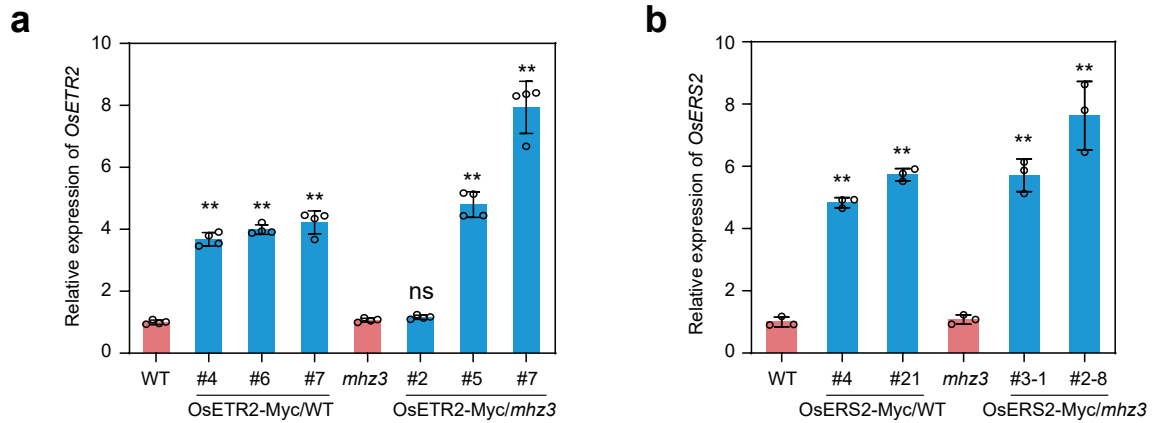 a
Relative expression of OsETR2
10
8
6
4
2
0
** ** ** ns ** **
WT #4 #6 #7 mhz3 #2 #5 #7
OsETR2-Myc/WT OsETR2-Myc/mhz3
b
Relative expression of OsERS2
10
8
6
4
2
0
** ** ** **
WT #4 #21 mhz3 #3-1 #2-8
OsERS2-Myc/WT OsERS2-Myc/mhz3